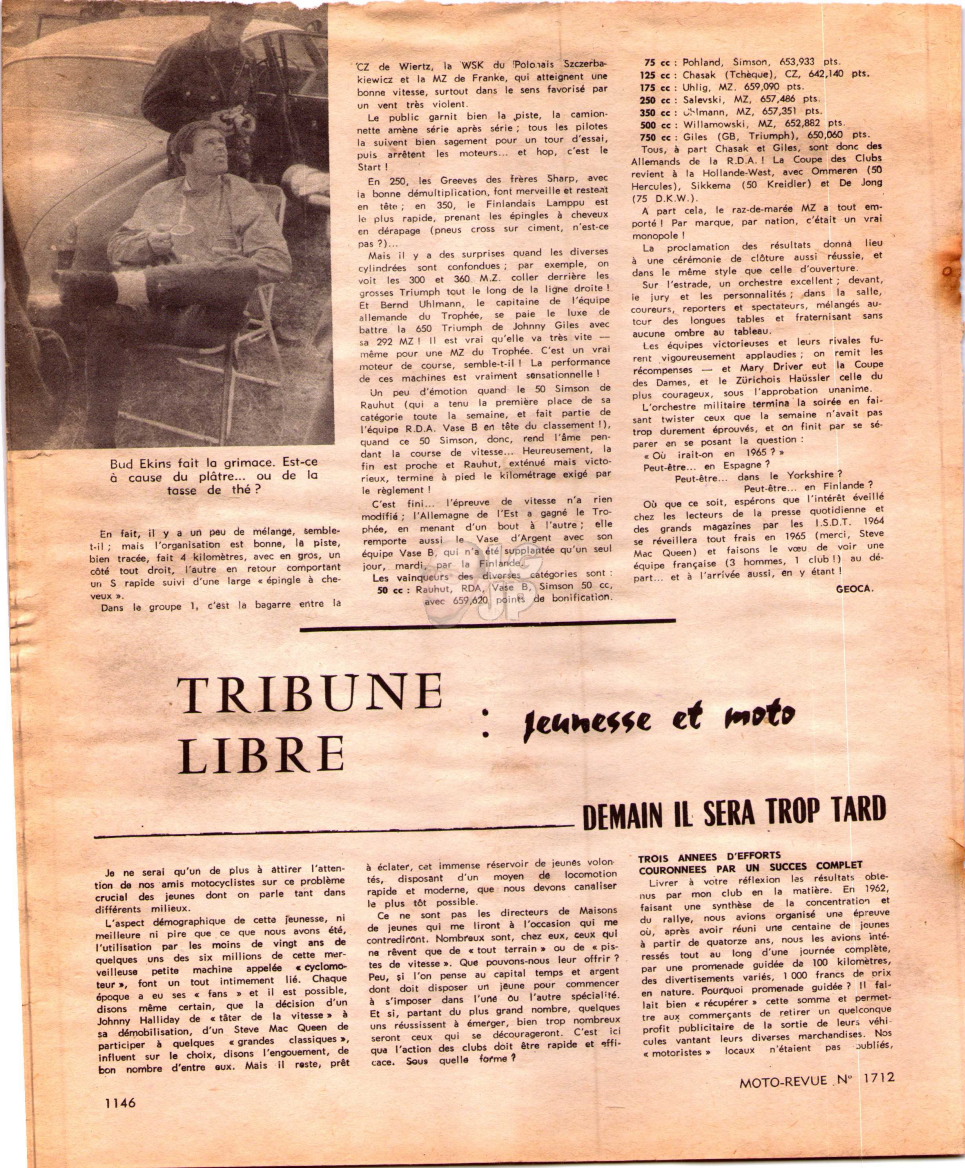 Bud Ekins fait la grimace. Est-ce
à cause du plâtre... ou de la
tasse de thé ?
En fait, il y a un peu de mélange, semble-
t-il ; mais l'organisation est bonne, la piste,
bien tracée, fait 4 kilomètres, avec en gros, un
côté tout droit, l'autre en retour comportant
un S rapide suivi d'une large « épingle à che-
veux ».
Dans le groupe 1, c'est la bagarre entre la
CZ de Wiertz, la WSK du Polonais Szczerba-
kiewicz et la MZ de Franke, qui atteignent une
bonne vitesse, surtout dans le sens favorisé par
un vent très violent.
Le public garnit bien la piste, la camion-
nette amène série après série ; tous les pilotes
la suivent bien sagement pour un tour d'essai,
puis arrêtent les moteurs... et hop, c'est le
Start !
En 250, les Greeves des frères Sharp, avec
la bonne démultiplication, font merveille et restent
en tête ; en 350, le Finlandais Lamppu est
le plus rapide, prenant les épingles à cheveux
en dérapage (pneus cross sur ciment, n'est-ce
pas ?)...
Mais il y a des surprises quand les diverses
cylindrées sont confondues ; par exemple, on
voit les 300 et 360 M.Z. coller derrière les
grosses Triumph tout le long de la ligne droite !
Et Bernd Uhlmann, le capitaine de l'équipe
allemande du Trophée, se paie le luxe de
battre la 650 Triumph de Johnny Giles avec
sa 292 MZ ! Il est vrai qu'elle va très vite —
même pour une MZ du Trophée. C'est un vrai
moteur de course, semble-t-il ! La performance
de ces machines est vraiment sensationnelle !
Un peu d'émotion quand le 50 Simson de
Rauhut (qui a tenu la première place de sa
catégorie toute la semaine, et fait partie de
l'équipe R.D.A. Vase B en tête du classement !),
quand ce 50 Simson, donc, rend l'âme pen-
dant la course de vitesse... Heureusement, la
fin est proche et Rauhut, exténué mais victo-
rieux, termine à pied le kilométrage exigé par
le règlement !
C'est fini... l'épreuve de vitesse n'a rien
modifié ; l'Allemagne de l'Est a gagné le Tro-
phée, en menant d'un bout à l'autre ; elle
remporte aussi le Vase d'Argent avec son
équipe Vase B, qui n'a été supplantée qu'un seul
jour, mardi, par la Finlande.
Les vainqueurs des diverses catégories sont :
50 cc : Rauhut, RDA, Vase B, Simson 50 cc,
avec 659,620 points de bonification.
75 cc : Pohland, Simson, 653,933 pts.
125 cc : Chasak (Tchèque), CZ, 642,140 pts.
175 cc : Uhlig, MZ. 659,090 pts.
250 cc : Salevski, MZ, 657,486 pts.
350 cc : Uhlmann, MZ, 657,351 pts.
500 cc : Willamowski, MZ, 652,882 pts.
750 cc : Giles (GB, Triumph), 650,060 pts.
Tous, à part Chasak et Giles, sont donc des
Allemands de la R.D.A. ! La Coupe des Clubs
revient à la Hollande-West, avec Ommeren (50
Hercules), Sikkema (50 Kreidler) et De Jong
(75 D.K.W.).
A part cela, le raz-de-marée MZ a tout em-
porté ! Par marque, par nation, c'était un vrai
monopole !
La proclamation des résultats donna lieu
à une cérémonie de clôture aussi réussie, et
dans le même style que celle d'ouverture.
Sur l'estrade, un orchestre excellent ; devant,
le jury et les personnalités ; dans la salle,
coureurs, reporters et spectateurs, mélangés au-
tour des longues tables et fraternisant sans
aucune ombre au tableau.
Les équipes victorieuses et leurs rivales fu-
rent vigoureusement applaudies ; on remit les
récompenses — et Mary Driver eut la Coupe
des Dames, et le Zürichois Haüssler celle du
plus courageux, sous l'approbation unanime.
L'orchestre militaire termina la soirée en fai-
sant twister ceux que la semaine n'avait pas
trop durement éprouvés, et on finit par se sé-
parer en se posant la question :
« Où irait-on en 1965 ? »
Peut-être... en Espagne ?
Peut-être... dans le Yorkshire ?
Peut-être... en Finlande ?
Où que ce soit, espérons que l'intérêt éveillé
chez les lecteurs de la presse quotidienne et
des grands magazines par les I.S.D.T. 1964
se réveillera tout frais en 1965 (merci, Steve
Mac Queen) et faisons le vœu de voir une
équipe française (3 hommes, 1 club !) au dé-
part... et à l'arrivée aussi, en y étant !
GEOCA.
TRIBUNE
LIBRE
: jeunesse et moto
DEMAIN IL SERA TROP TARD
Je ne serai qu'un de plus à attirer l'atten-
tion de nos amis motocyclistes sur ce problème
crucial des jeunes dont on parle tant dans
différents milieux.
L'aspect démographique de cette jeunesse, ni
meilleure ni pire que ce que nous avons été,
l'utilisation par les moins de vingt ans de
quelques uns des six millions de cette mer-
veilleuse petite machine appelée « cyclomo-
teur », font un tout intimement lié. Chaque
époque a eu ses « fans » et il est possible,
disons même certain, que la décision d'un
Johnny Halliday de « tâter de la vitesse » à
sa démobilisation, d'un Steve Mac Queen de
participer à quelques « grandes classiques »,
influent sur le choix, disons l'engouement, de
bon nombre d'entre eux. Mais il reste, prêt
à éclater, cet immense réservoir de jeunes volon-
tés, disposant d'un moyen de locomotion
rapide et moderne, que nous devons canaliser
le plus tôt possible.
Ce ne sont pas les directeurs de Maisons
de jeunes qui me liront à l'occasion qui me
contrediront. Nombreux sont, chez eux, ceux qui
ne rêvent que de « tout terrain » ou de « pis-
tes de vitesse ». Que pouvons-nous leur offrir ?
Peu, si l'on pense au capital temps et argent
dont doit disposer un jeune pour commencer
à s'imposer dans l'une ou l'autre spécialité.
Et si, partant du plus grand nombre, quelques
uns réussissent à émerger, bien trop nombreux
seront ceux qui se décourageront. C'est ici
que l'action des clubs doit être rapide et effi-
cace. Sous quelle forme ?
TROIS ANNEES D'EFFORTS
COURONNEES PAR UN SUCCES COMPLET
Livrer à votre réflexion les résultats obte-
nus par mon club en la matière. En 1962,
faisant une synthèse de la concentration et
du rallye, nous avions organisé une épreuve
où, après avoir réuni une centaine de jeunes
à partir de quatorze ans, nous les avions inté-
ressés tout au long d'une journée complète,
par une promenade guidée de 100 kilomètres,
des divertissements variés, 1 000 francs de prix
en nature. Pourquoi promenade guidée ? Il fal-
lait bien « récupérer » cette somme et permet-
tre aux commerçants de retirer un quelconque
profit publicitaire de la sortie de leurs véhi-
cules vantant leurs diverses marchandises. Nos
« motoristes » locaux n'étaient pas oubliés,
MOTO-REVUE N° 1712
1146